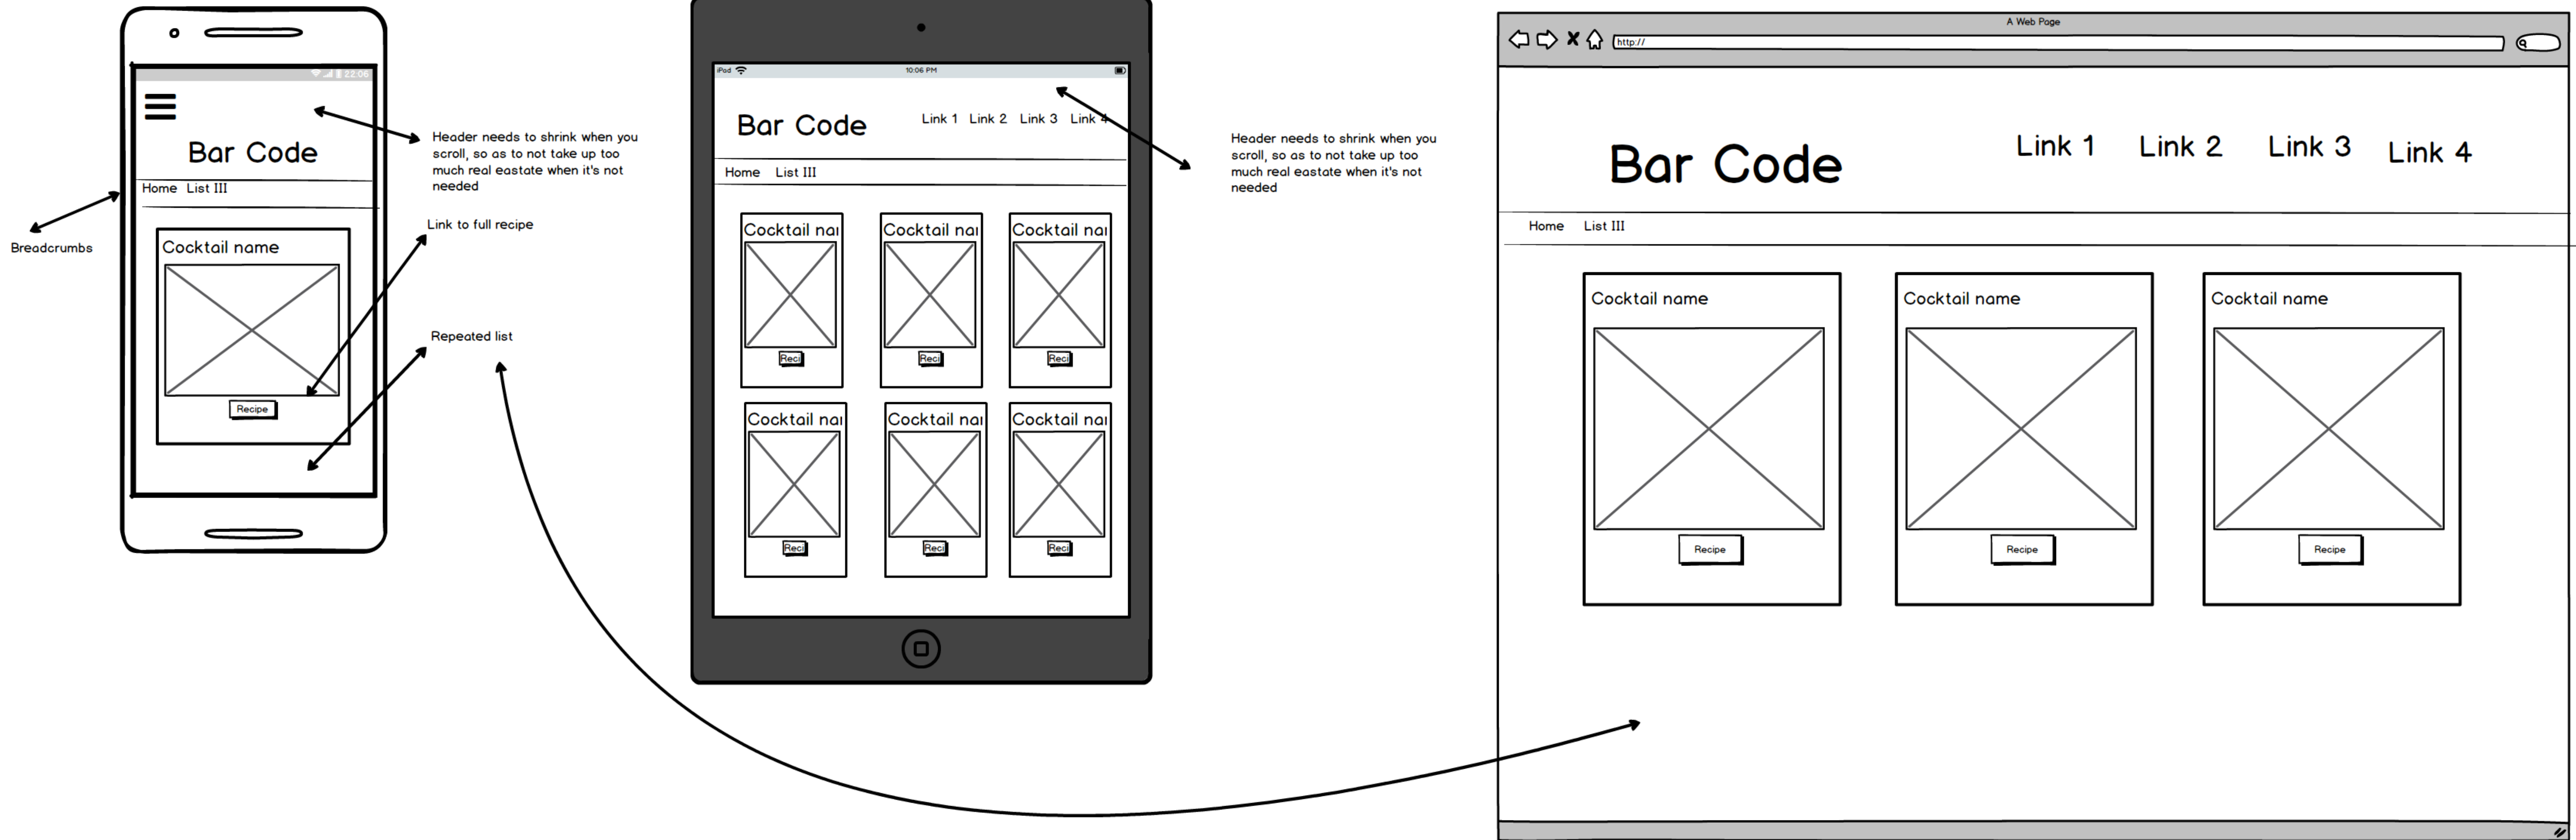 22:06
Bar Code
Home List III
Cocktail name
Recipe
Breadcrumbs
Header needs to shrink when you
scroll, so as to not take up too
much real eastate when it's not
needed
Link to full recipe
Repeated list
iPad 10:06 PM
Bar Code Link 1 Link 2 Link 3 Link 4
Home List III
Cocktail nai Cocktail nai Cocktail nai
Reci Reci Reci
Cocktail nai Cocktail nai Cocktail nai
Reci Reci Reci
Header needs to shrink when you
scroll, so as to not take up too
much real eastate when it's not
needed
A Web Page
http://
Bar Code Link 1 Link 2 Link 3 Link 4
Home List III
Cocktail name Cocktail name Cocktail name
Recipe Recipe Recipe